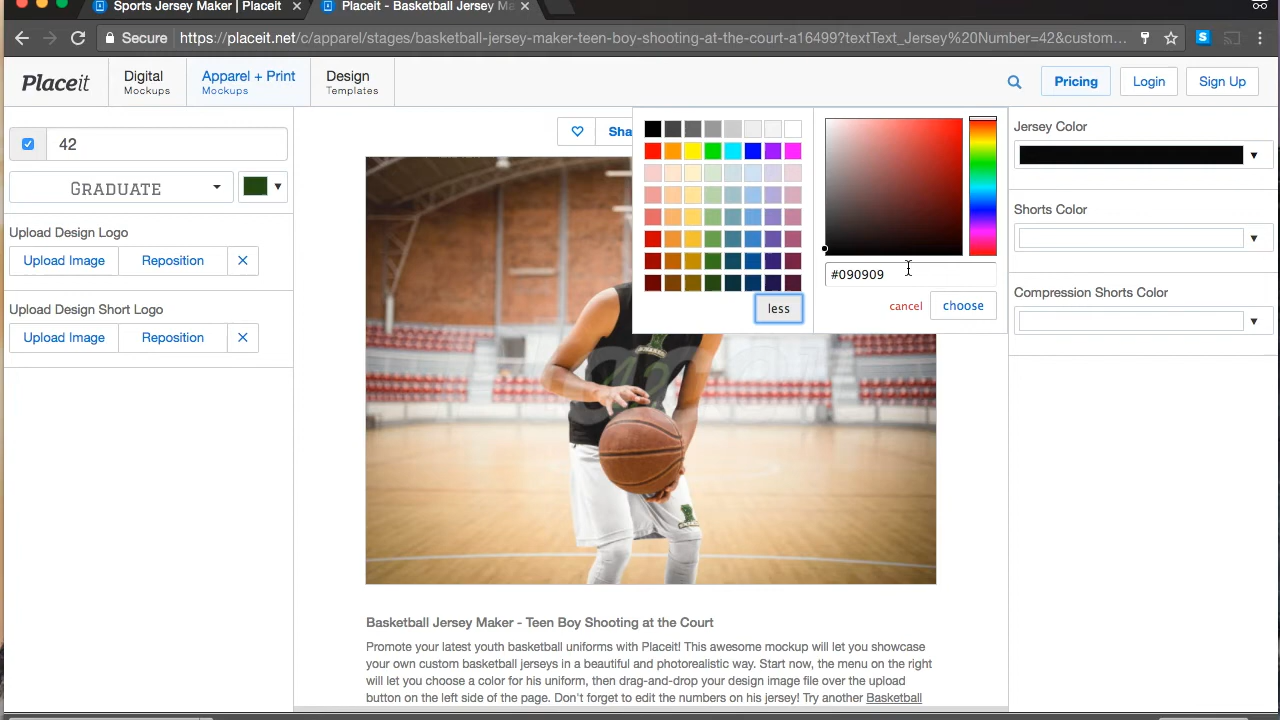 Sports Jersey Maker | Placeit
Placeit - Basketball Jersey Ma
Secure
https://placeit.net/c/apparel/stages/basketball-jersey-maker-teen-boy-shooting-at-the-court-a16499?textText_Jersey%20Number=42&custom...
Placeit
Digital
Mockups
Apparel + Print
Mockups
Design
Templates
Pricing
Login
Sign Up
42
GRADUATE
Upload Design Logo
Upload Image
Reposition
Upload Design Short Logo
Upload Image
Reposition
Sha
#090909
cancel
choose
less
Jersey Color
Shorts Color
Compression Shorts Color
Basketball Jersey Maker - Teen Boy Shooting at the Court
Promote your latest youth basketball uniforms with Placeit! This awesome mockup will let you showcase
your own custom basketball jerseys in a beautiful and photorealistic way. Start now, the menu on the right
will let you choose a color for his uniform, then drag-and-drop your design image file over the upload
button on the left side of the page. Don't forget to edit the numbers on his jersey! Try another Basketball